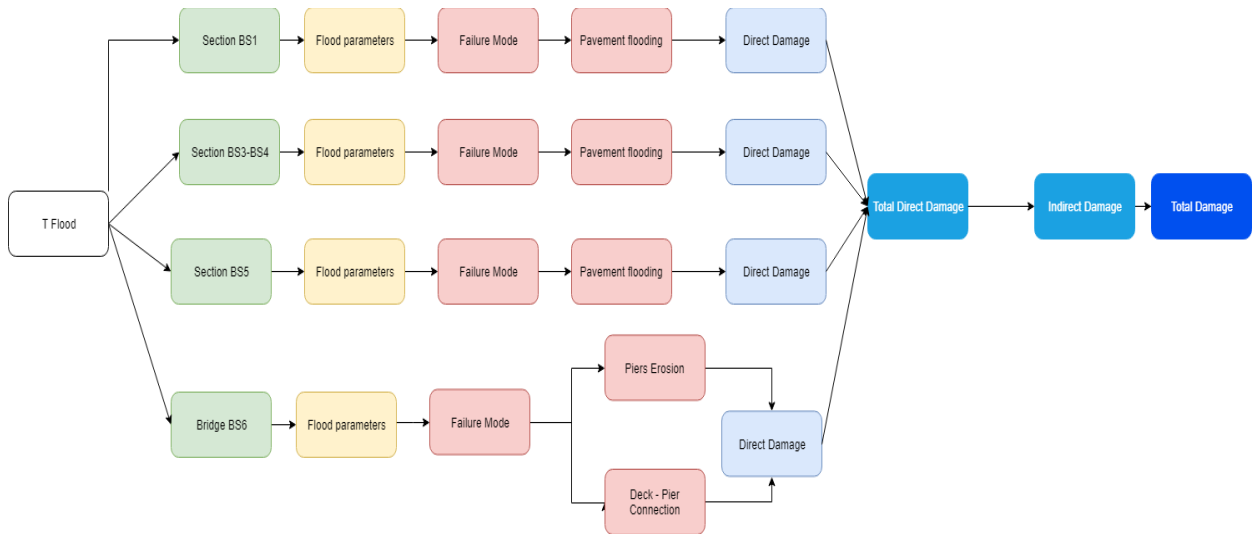 Section BS1
Flood parameters
Failure Mode
Pavement flooding
Direct Damage
Section BS3-BS4
Flood parameters
Failure Mode
Pavement flooding
Direct Damage
T Flood
Total Direct Damage
Indirect Damage
Total Damage
Section BS5
Flood parameters
Failure Mode
Pavement flooding
Direct Damage
Piers Erosion
Bridge BS6
Flood parameters
Failure Mode
Direct Damage
Deck - Pier
Connection